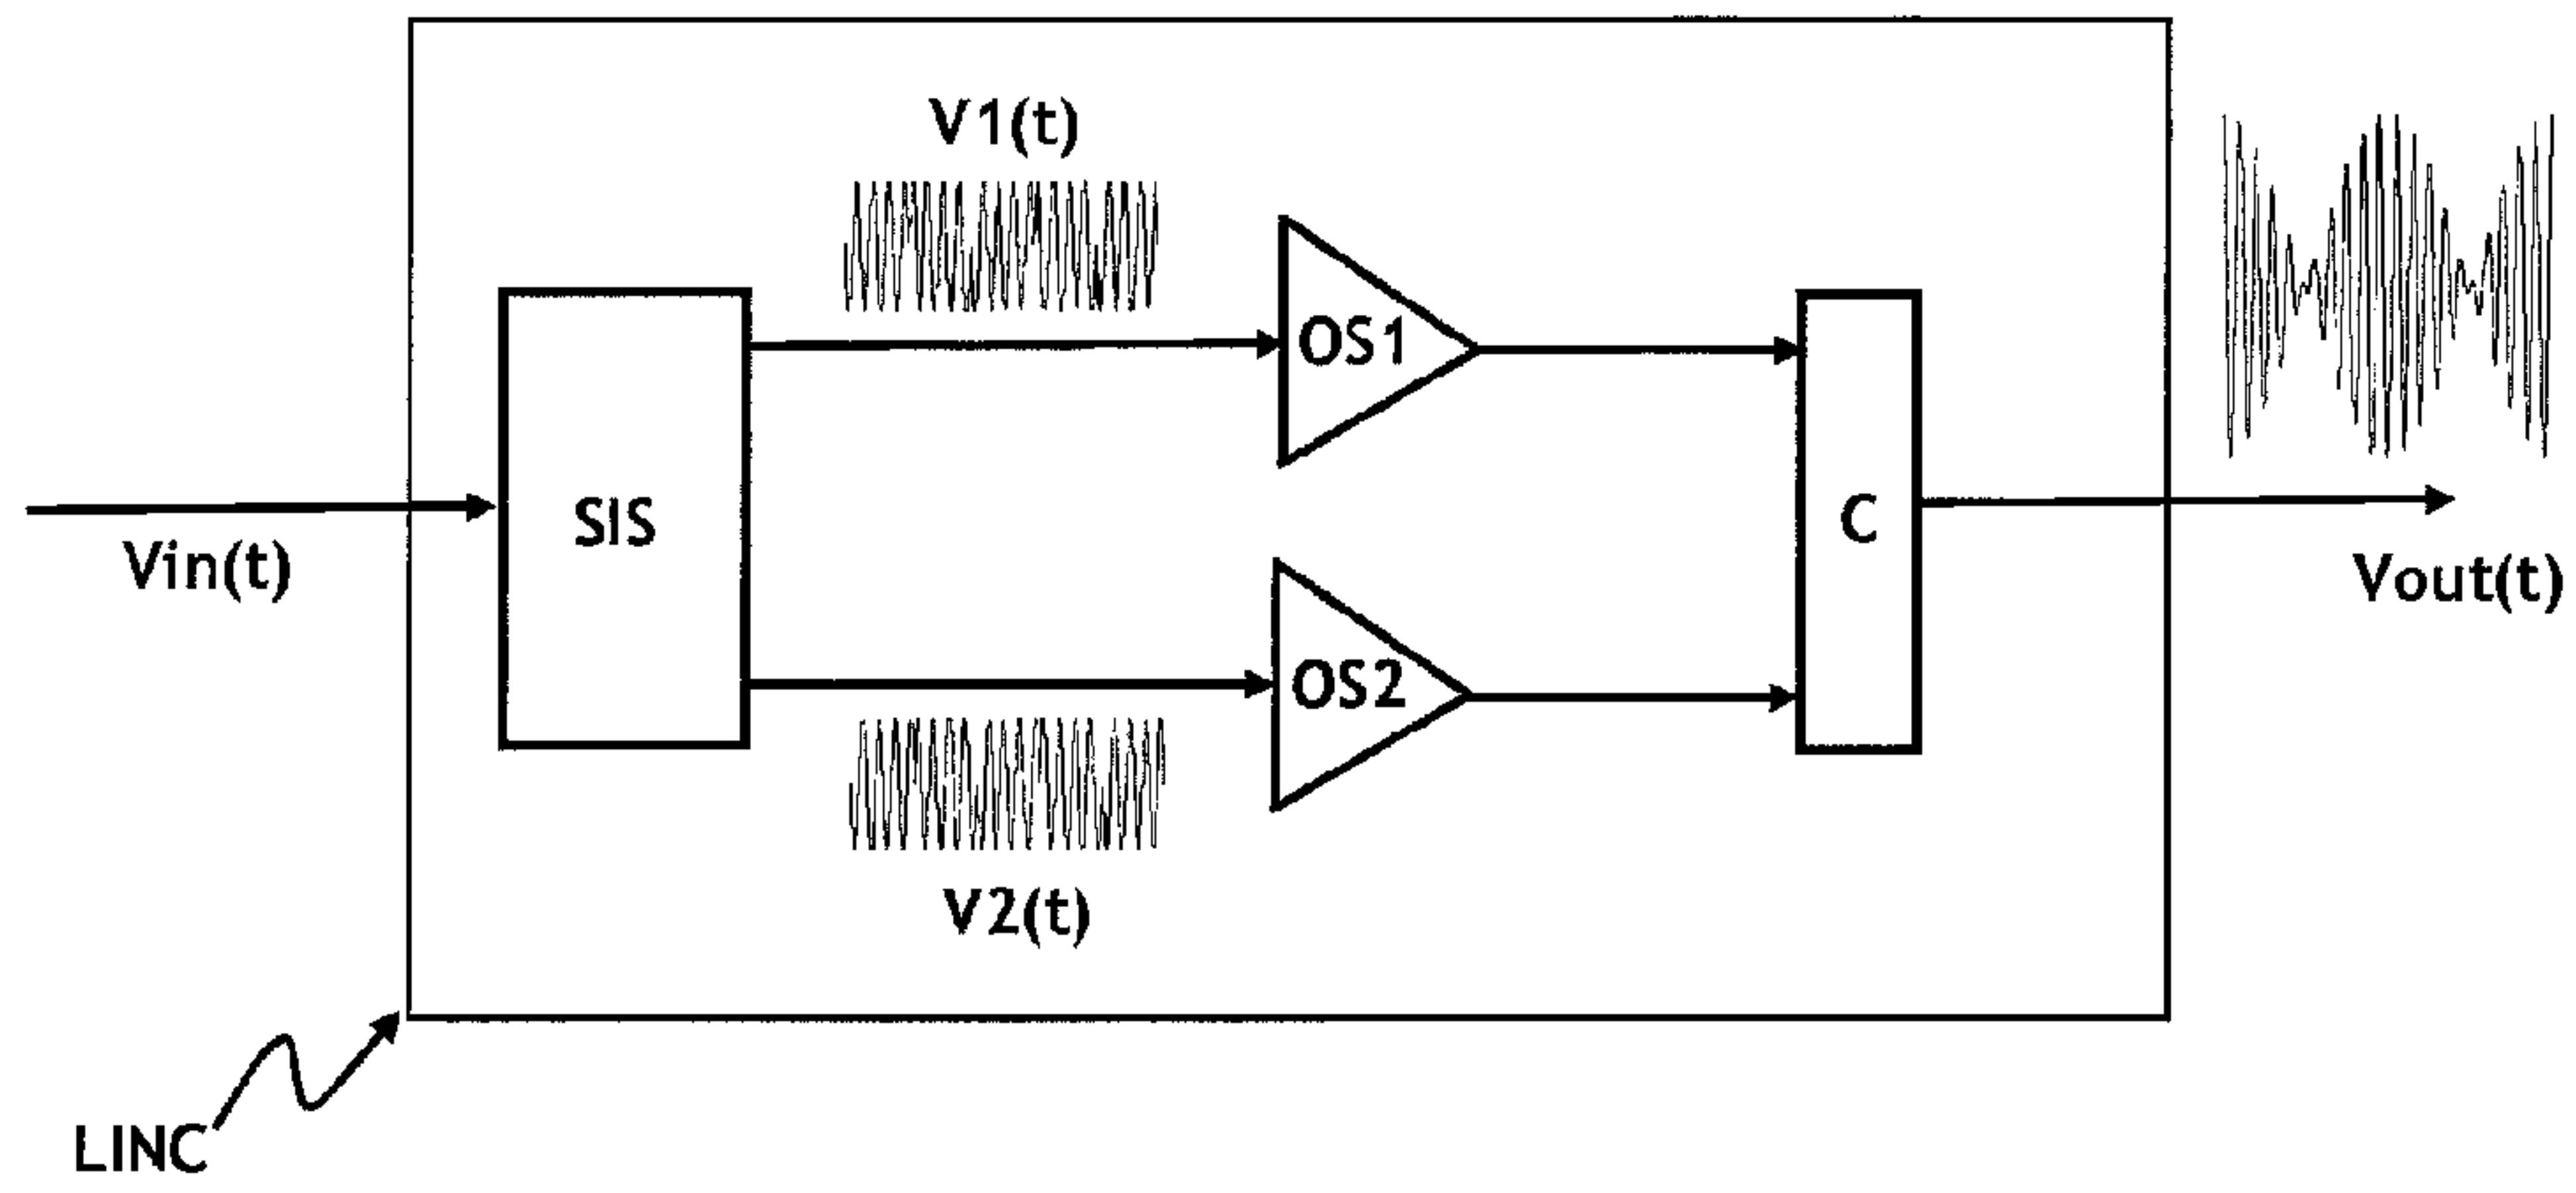 V1(t)
OS1
Vin(t)
SIS
C
Vout(t)
OS2
V2(t)
LINC